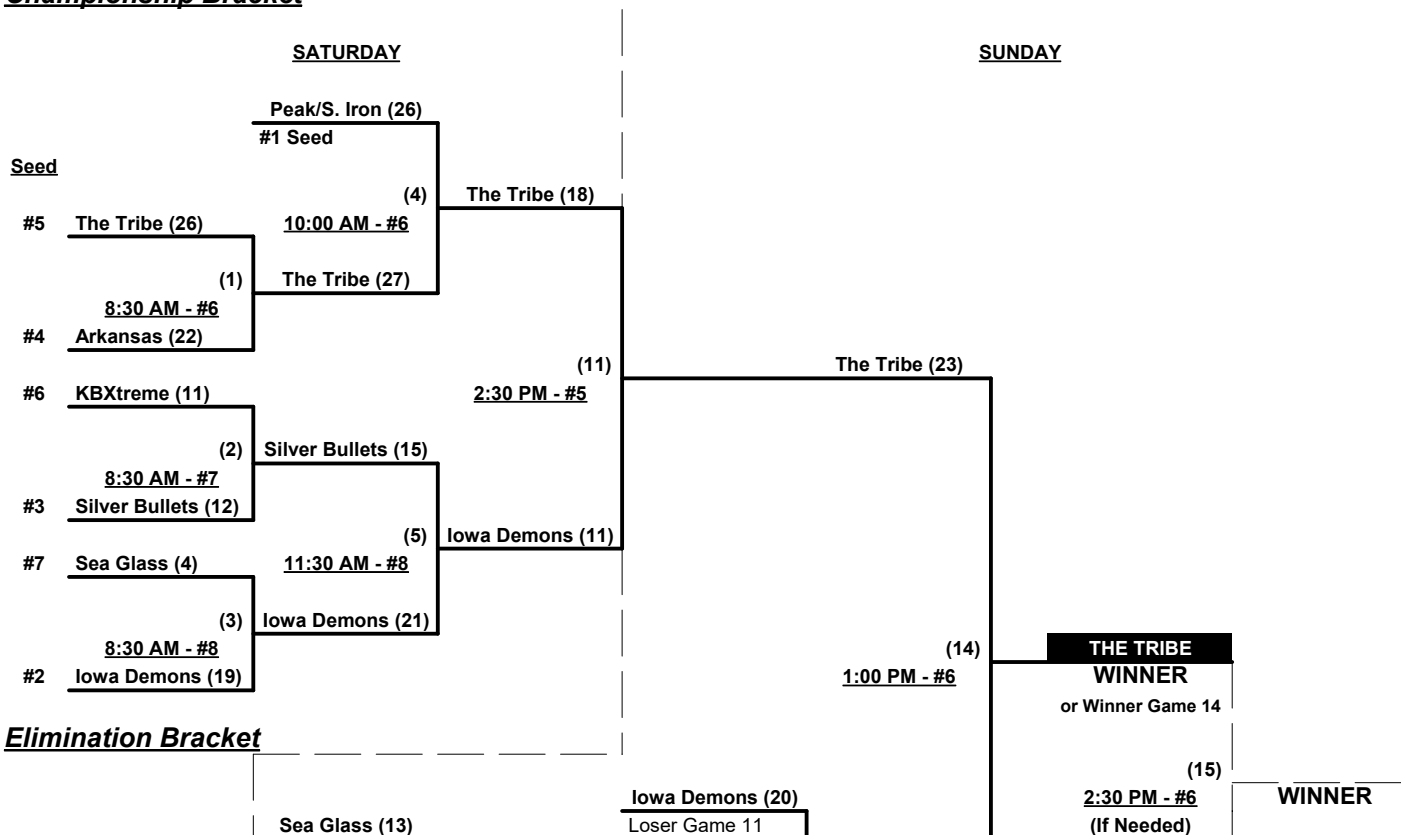 Championship Bracket
SATURDAY
SUNDAY
Peak/S. Iron (26)
#1 Seed
Seed
(4)
The Tribe (18)
#5
The Tribe (26)
10:00 AM - #6
(1)
The Tribe (27)
8:30 AM - #6
#4
Arkansas (22)
(11)
The Tribe (23)
#6
KBXtreme (11)
2:30 PM - #5
(2)
Silver Bullets (15)
8:30 AM - #7
#3
Silver Bullets (12)
(5)
Iowa Demons (11)
#7
Sea Glass (4)
11:30 AM - #8
(3)
Iowa Demons (21)
8:30 AM - #8
(14)
THE TRIBE
#2
Iowa Demons (19)
1:00 PM - #6
WINNER
or Winner Game 14
Elimination Bracket
(15)
Iowa Demons (20)
2:30 PM - #6
WINNER
Sea Glass (13)
Loser Game 11
(If Needed)